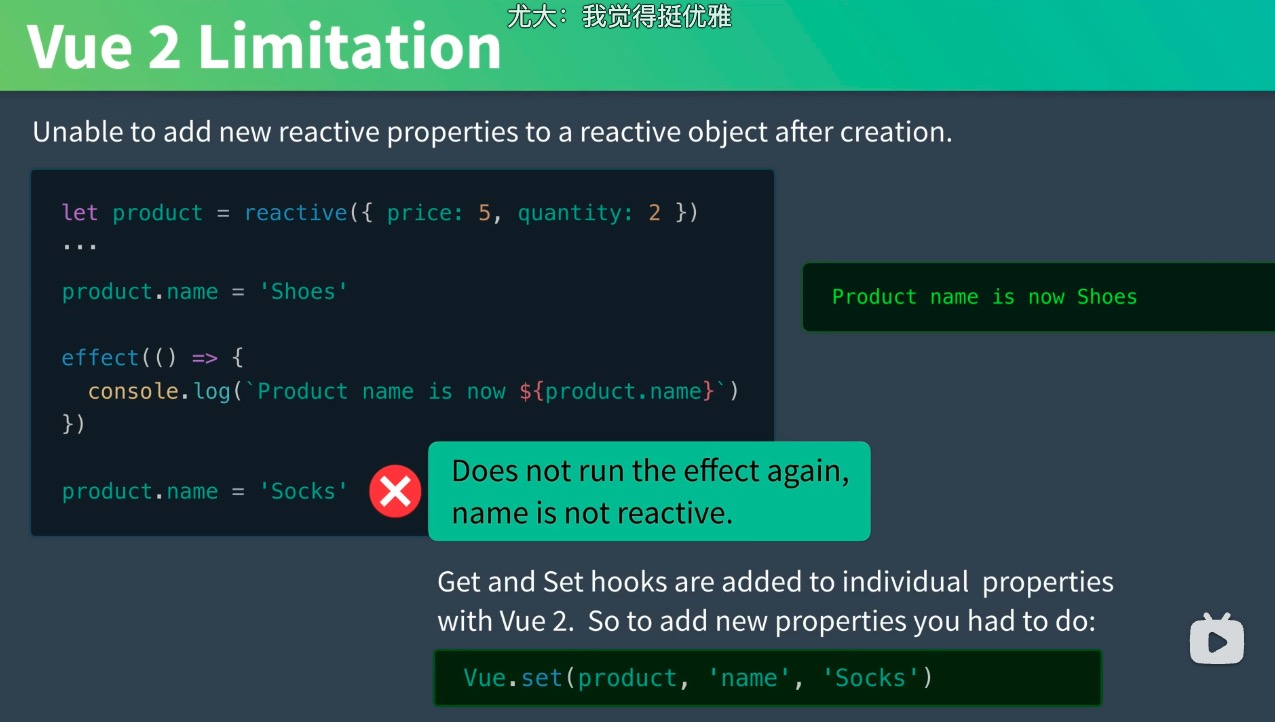 尤大：我觉得挺优雅
Vue 2 Limitation
Unable to add new reactive properties to a reactive object after creation.
let product = reactive({ price: 5, quantity: 2 })
...
product.name = 'Shoes'
effect(() => {
  console.log(`Product name is now ${product.name}`)
})
product.name = 'Socks'
Product name is now Shoes
Does not run the effect again,
name is not reactive.
Get and Set hooks are added to individual properties
with Vue 2. So to add new properties you had to do:
Vue.set(product, 'name', 'Socks')